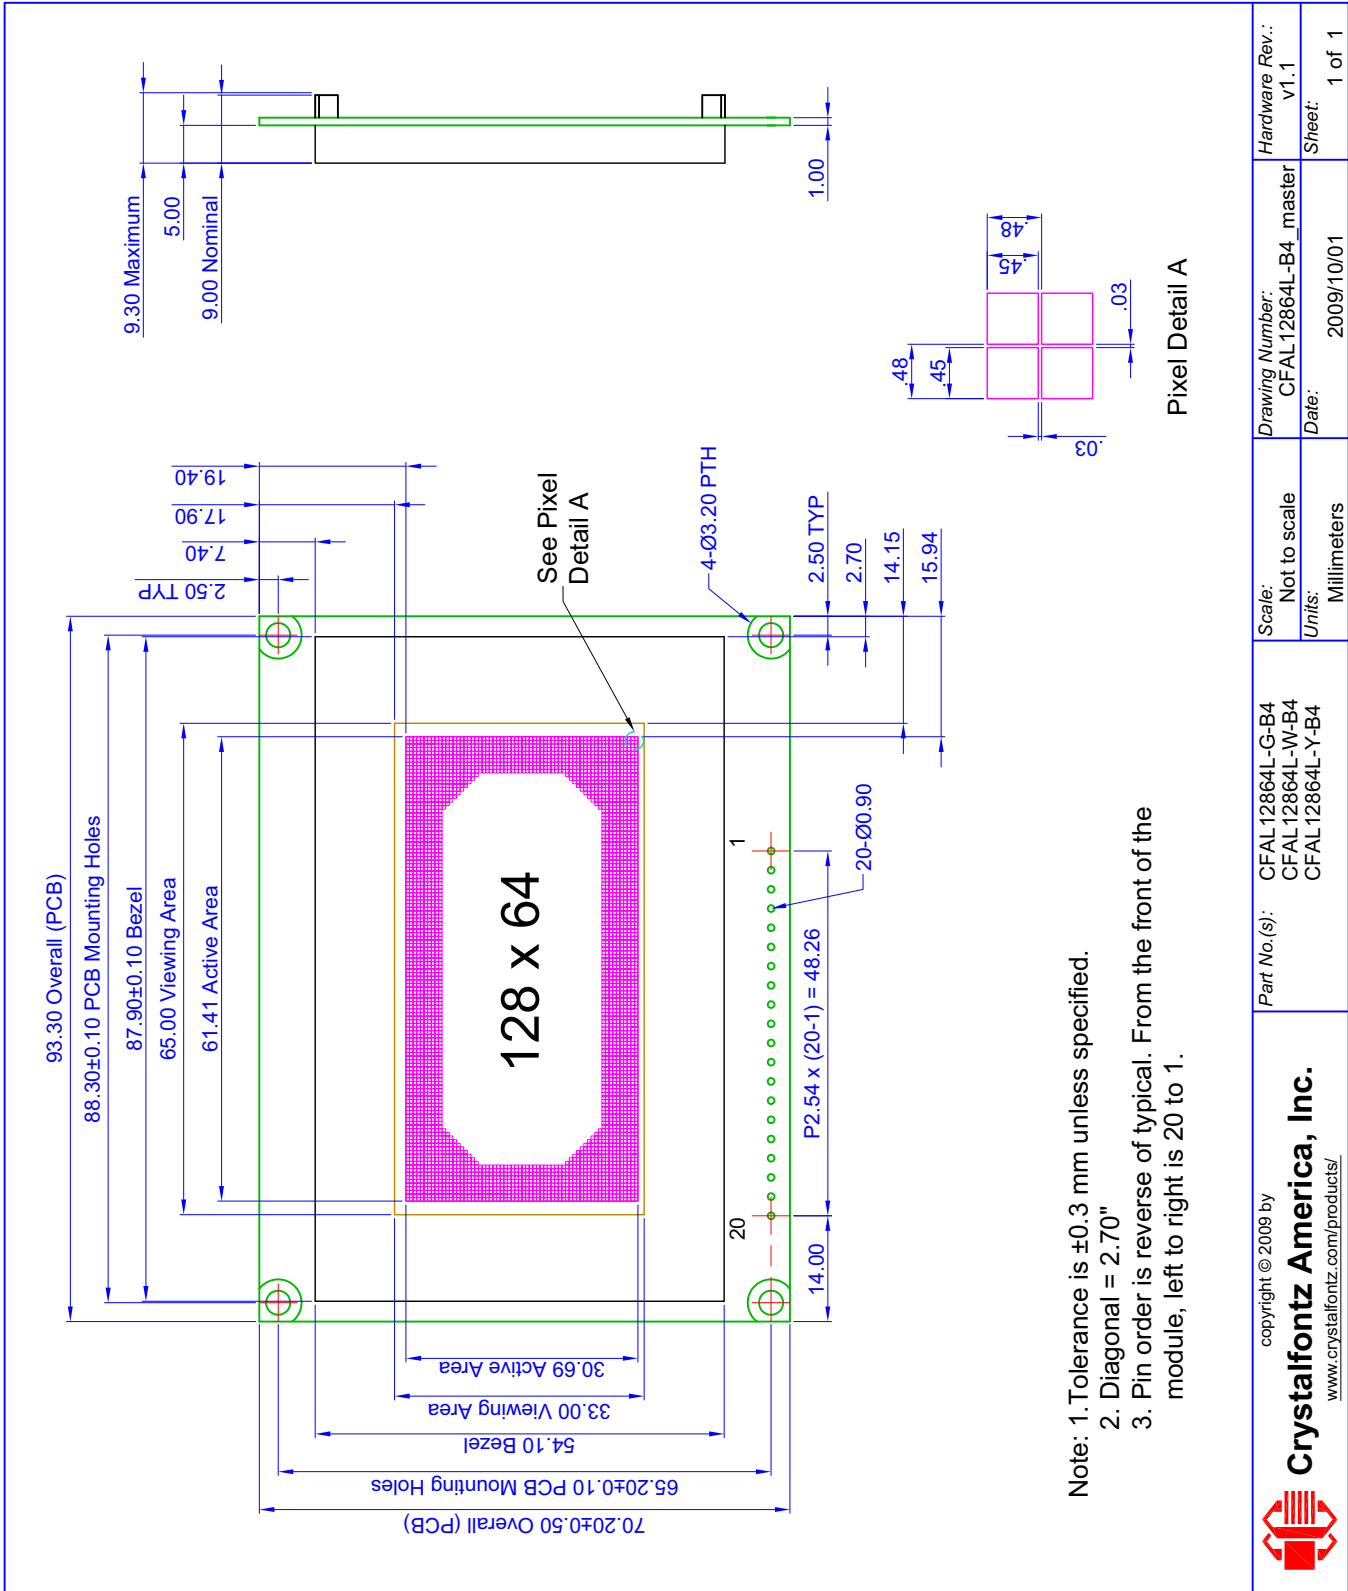 93.30 Overall (PCB)
88.30±0.10 PCB Mounting Holes
87.90±0.10 Bezel
65.00 Viewing Area
61.41 Active Area
2.50 TYP
7.40
17.90
19.40
9.30 Maximum
5.00
9.00 Nominal
1.00
70.20±0.50 Overall (PCB)
65.20±0.10 PCB Mounting Holes
54.10 Bezel
33.00 Viewing Area
30.69 Active Area
128 x 64
See Pixel
Detail A
4-Ø3.20 PTH
2.50 TYP
2.70
14.15
15.94
20
1
14.00
P2.54 x (20-1) = 48.26
20-Ø0.90
.48
.45
.03
.48
.45
.03
Pixel Detail A
Note: 1. Tolerance is ±0.3 mm unless specified.
2. Diagonal = 2.70"
3. Pin order is reverse of typical. From the front of the
module, left to right is 20 to 1.
copyright © 2009 by
Crystalfontz America, Inc.
www.crystalfontz.com/products/
Part No.(s):
CFAL12864L-G-B4
CFAL12864L-W-B4
CFAL12864L-Y-B4
Scale:
Not to scale
Units:
Millimeters
Drawing Number:
CFAL12864L-B4_master
Date:
2009/10/01
Hardware Rev.:
v1.1
Sheet:
1 of 1